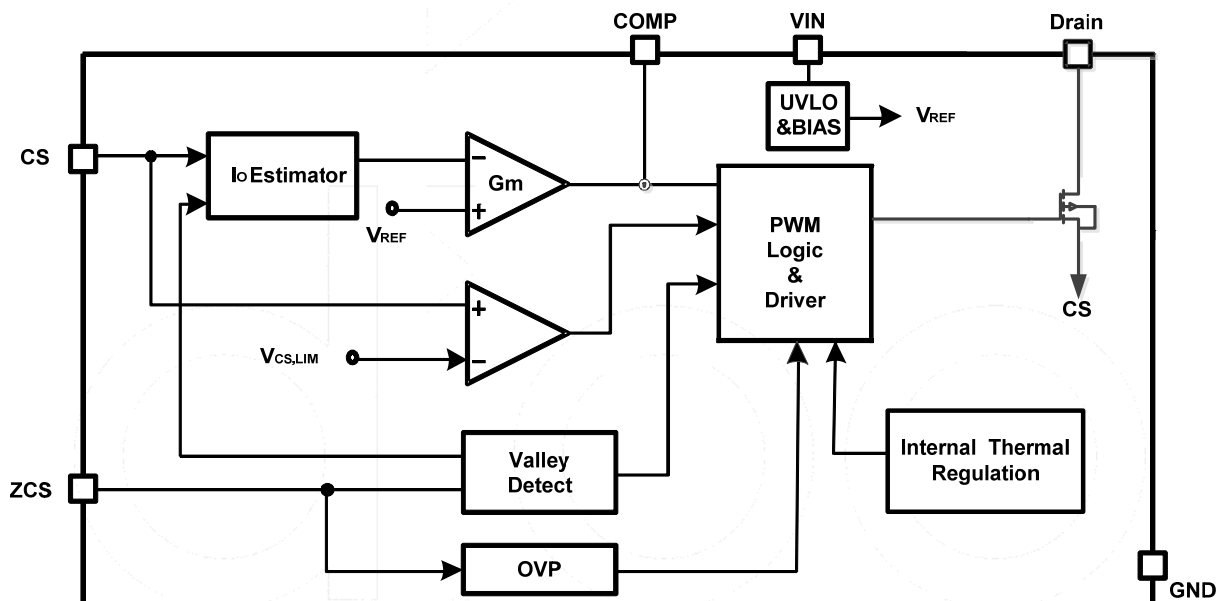 COMP
VIN
Drain
UVLO
&BIAS
VREF
CS
IO Estimator
−
Gm
+
VREF
PWM
Logic
&
Driver
CS
+
VCS,LIM
−
Internal Thermal
Regulation
Valley
Detect
ZCS
OVP
GND